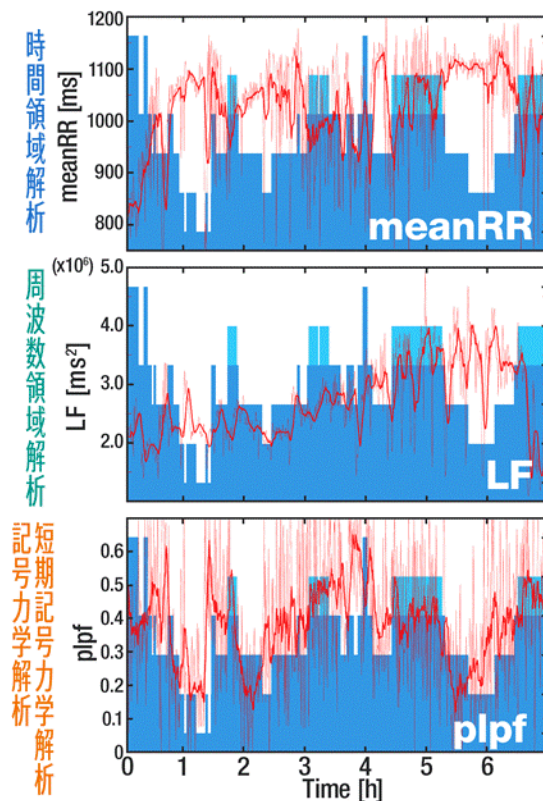 時間領域解析
meanRR [ms]
1200
1100
1000
900
800
meanRR
周波数領域解析
(x10⁶)
LF [ms²]
5.0
4.0
3.0
2.0
LF
短期記号力学解析
記号力学解析
plpf
0.6
0.5
0.4
0.3
0.2
0.1
0
plpf
0 1 2 3 4 5 6
Time [h]